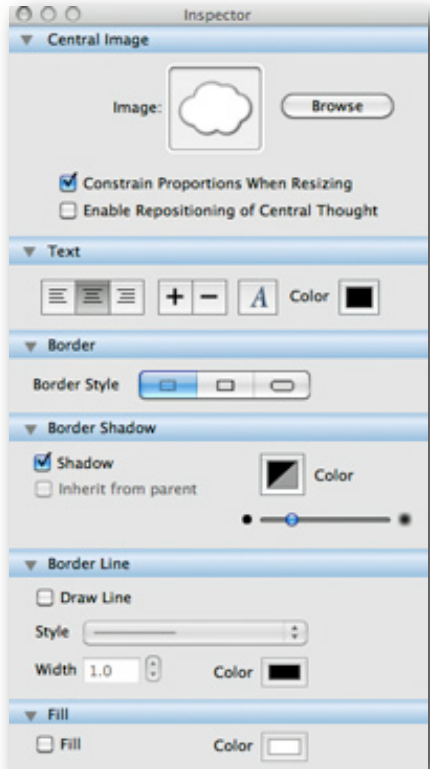 Inspector
Central Image
Image:
Browse
Constrain Proportions When Resizing
Enable Repositioning of Central Thought
Text
A Color
Border
Border Style
Border Shadow
Shadow
Color
Inherit from parent
Border Line
Draw Line
Style
Width 1.0 Color
Fill
Fill Color